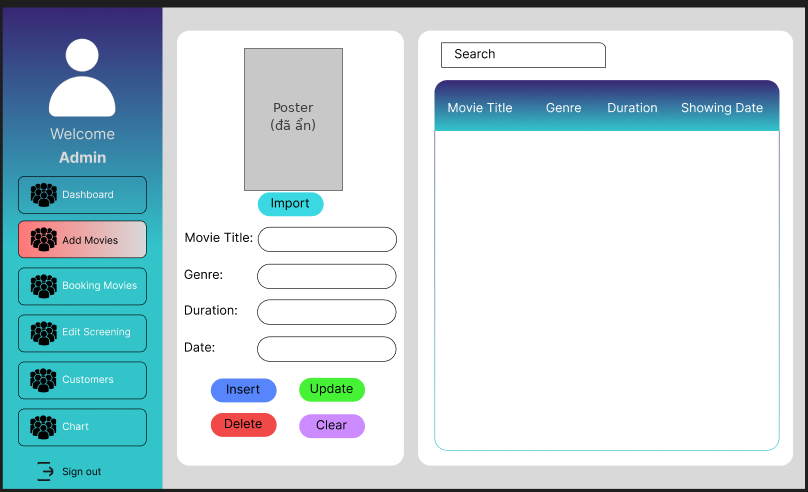 Welcome
Admin
Dashboard
Add Movies
Booking Movies
Edit Screening
Customers
Chart
Sign out
Poster
(đã ẩn)
Import
Movie Title:
Genre:
Duration:
Date:
Insert
Update
Delete
Clear
Search
Movie Title Genre Duration Showing Date